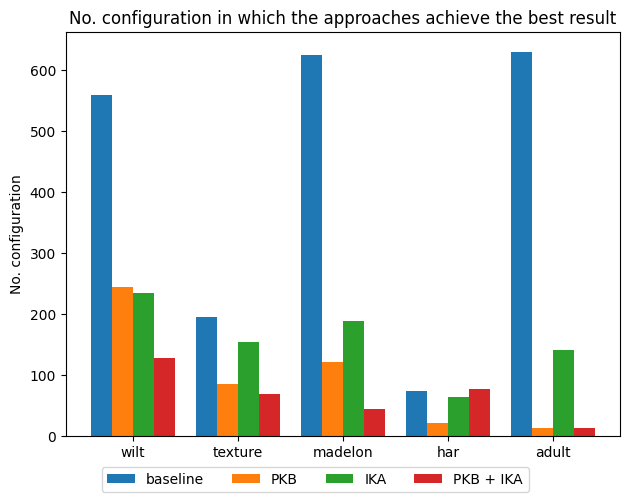 No. configuration in which the approaches achieve the best result
No. configuration
600
500
400
300
200
100
0
wilt texture madelon har adult
baseline PKB IKA PKB + IKA